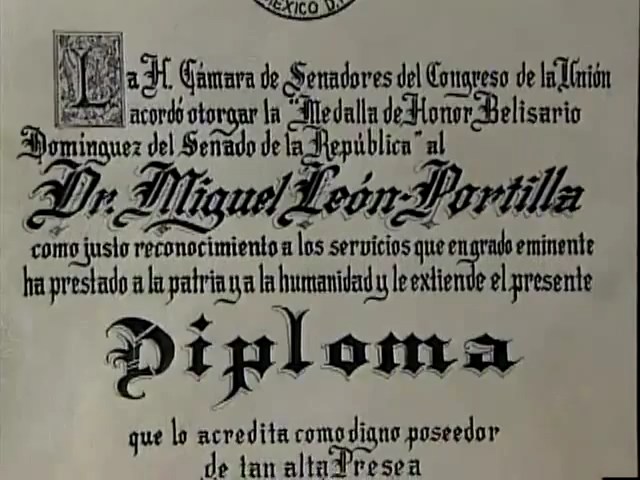 MEXICO D.
La H. Cámara de Senadores del Congreso de la Unión
acordó otorgar la "Medalla de Honor Belisario
Domínguez del Senado de la República" al
Dr. Miguel León-Portilla
como justo reconocimiento a los servicios que en grado eminente
ha prestado a la patria y a la humanidad y le extiende el presente
Diploma
que lo acredita como digno poseedor
de tan alta Presea